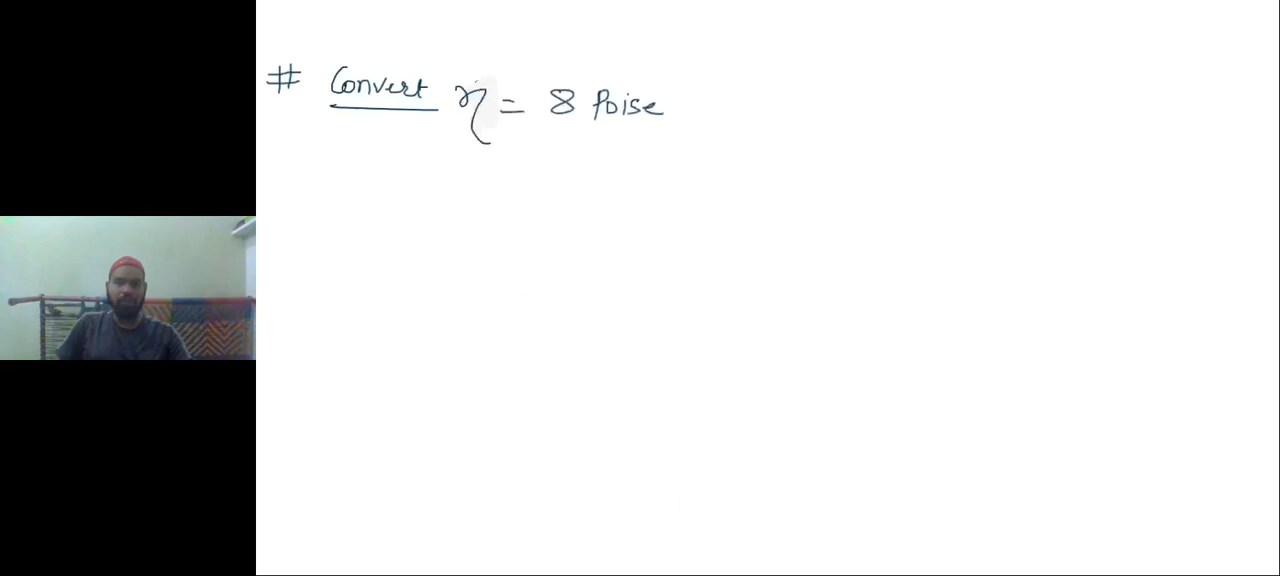 # Convert η = 8 Poise